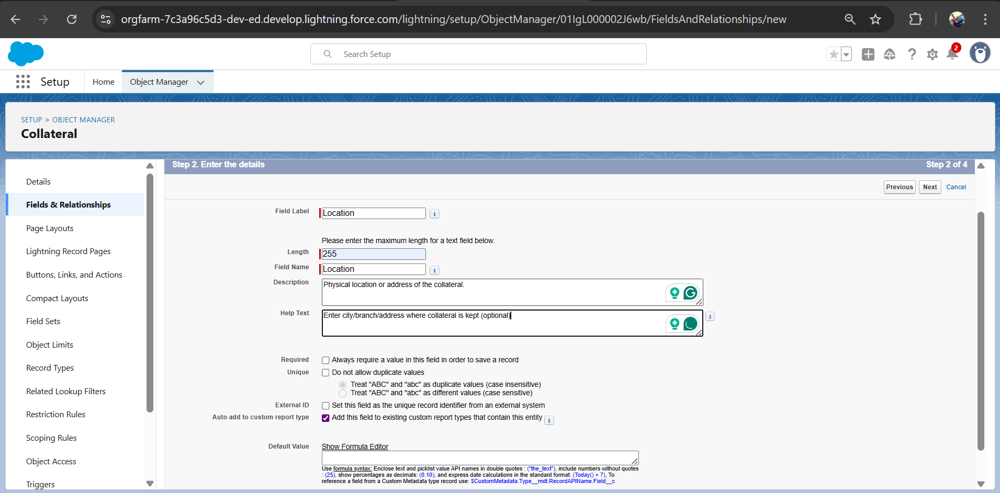 orgfarm-7c3a96c5d3-dev-ed.develop.lightning.force.com/lightning/setup/ObjectManager/01IgL000002J6wb/FieldsAndRelationships/new
Search Setup
2
Setup
Home
Object Manager
SETUP > OBJECT MANAGER
Collateral
Details
Fields & Relationships
Page Layouts
Lightning Record Pages
Buttons, Links, and Actions
Compact Layouts
Field Sets
Object Limits
Record Types
Related Lookup Filters
Restriction Rules
Scoping Rules
Object Access
Triggers
Step 2. Enter the details
Step 2 of 4
Previous
Next
Cancel
Field Label
Location
Please enter the maximum length for a text field below.
Length
255
Field Name
Location
Description
Physical location or address of the collateral.
Help Text
Enter city/branch/address where collateral is kept (optional)
Required
Always require a value in this field in order to save a record
Unique
Do not allow duplicate values
Treat "ABC" and "abc" as duplicate values (case insensitive)
Treat "ABC" and "abc" as different values (case sensitive)
External ID
Set this field as the unique record identifier from an external system
Auto add to custom report type
Add this field to existing custom report types that contain this entity
Default Value
Show Formula Editor
Use formula syntax: Enclose text and picklist value API names in double quotes : ("the_text"), include numbers without quotes
: (25), show percentages as decimals: (0.10), and express date calculations in the standard format: (Today() + 7), To
reference a field from a Custom Metadata type record use: $CustomMetadata.Type__mdt.RecordAPIName.Field__c